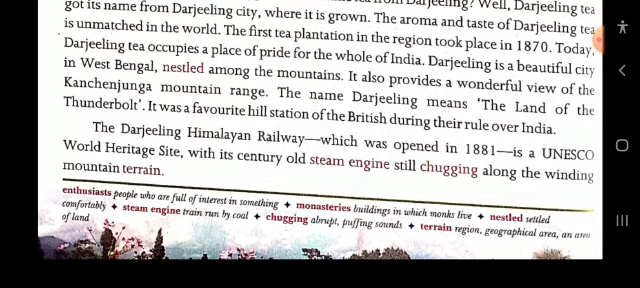 from Darjeeling? Well, Darjeeling tea
got its name from Darjeeling city, where it is grown. The aroma and taste of Darjeeling tea
is unmatched in the world. The first tea plantation in the region took place in 1870. Today,
Darjeeling tea occupies a place of pride for the whole of India. Darjeeling is a beautiful city
in West Bengal, nestled among the mountains. It also provides a wonderful view of the
Kanchenjunga mountain range. The name Darjeeling means ‘The Land of the
Thunderbolt’. It was a favourite hill station of the British during their rule over India.
The Darjeeling Himalayan Railway—which was opened in 1881—is a UNESCO
World Heritage Site, with its century old steam engine still chugging along the winding
mountain terrain.
enthusiasts people who are full of interest in something ✦ monasteries buildings in which monks live ✦ nestled settled
comfortably ✦ steam engine train run by coal ✦ chugging abrupt, puffing sounds ✦ terrain region, geographical area, an area
of land